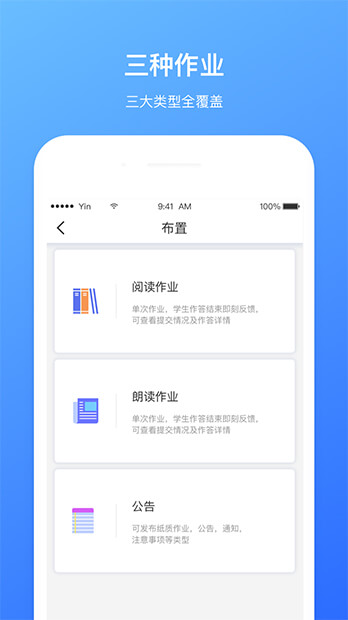 三种作业
三大类型全覆盖
Yin 9:41 AM 100%
布置
阅读作业
单次作业，学生作答结束即刻反馈，
可查看提交情况及作答详情
朗读作业
单次作业，学生作答结束即刻反馈，
可查看提交情况及作答详情
公告
可发布纸质作业，公告，通知，
注意事项等类型